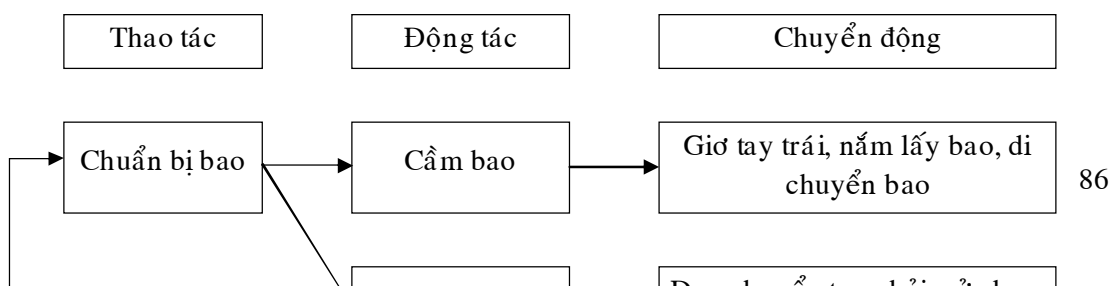 Thao tác
Động tác
Chuyển động
Chuẩn bị bao
Cầm bao
Giơ tay trái, nắm lấy bao, di
chuyển bao
86